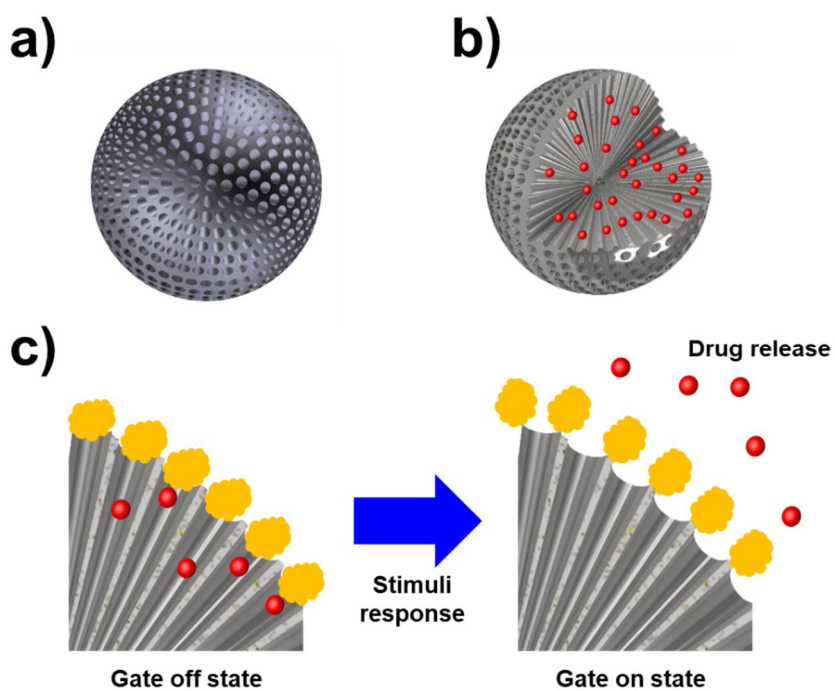 a)
b)
c)
Drug release
Stimuli
response
Gate off state
Gate on state